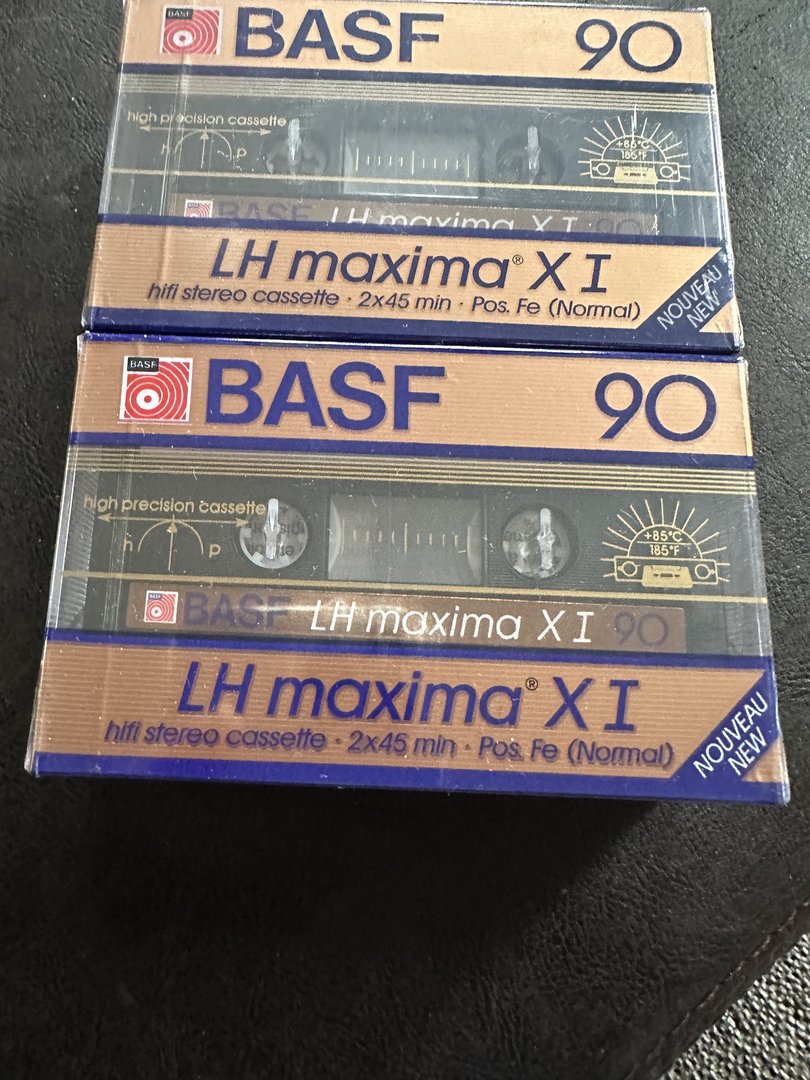 BASF
BASF 90
high precision cassette
h p
+85°C
185°F
BASF
BASF LH maxima X I 90
LH maxima® X I
hifi stereo cassette · 2x45 min · Pos. Fe (Normal)
NOUVEAU
NEW
BASF
BASF 90
high precision cassette
h p
+85°C
185°F
BASF
BASF LH maxima X I 90
LH maxima® X I
hifi stereo cassette · 2x45 min · Pos. Fe (Normal)
NOUVEAU
NEW